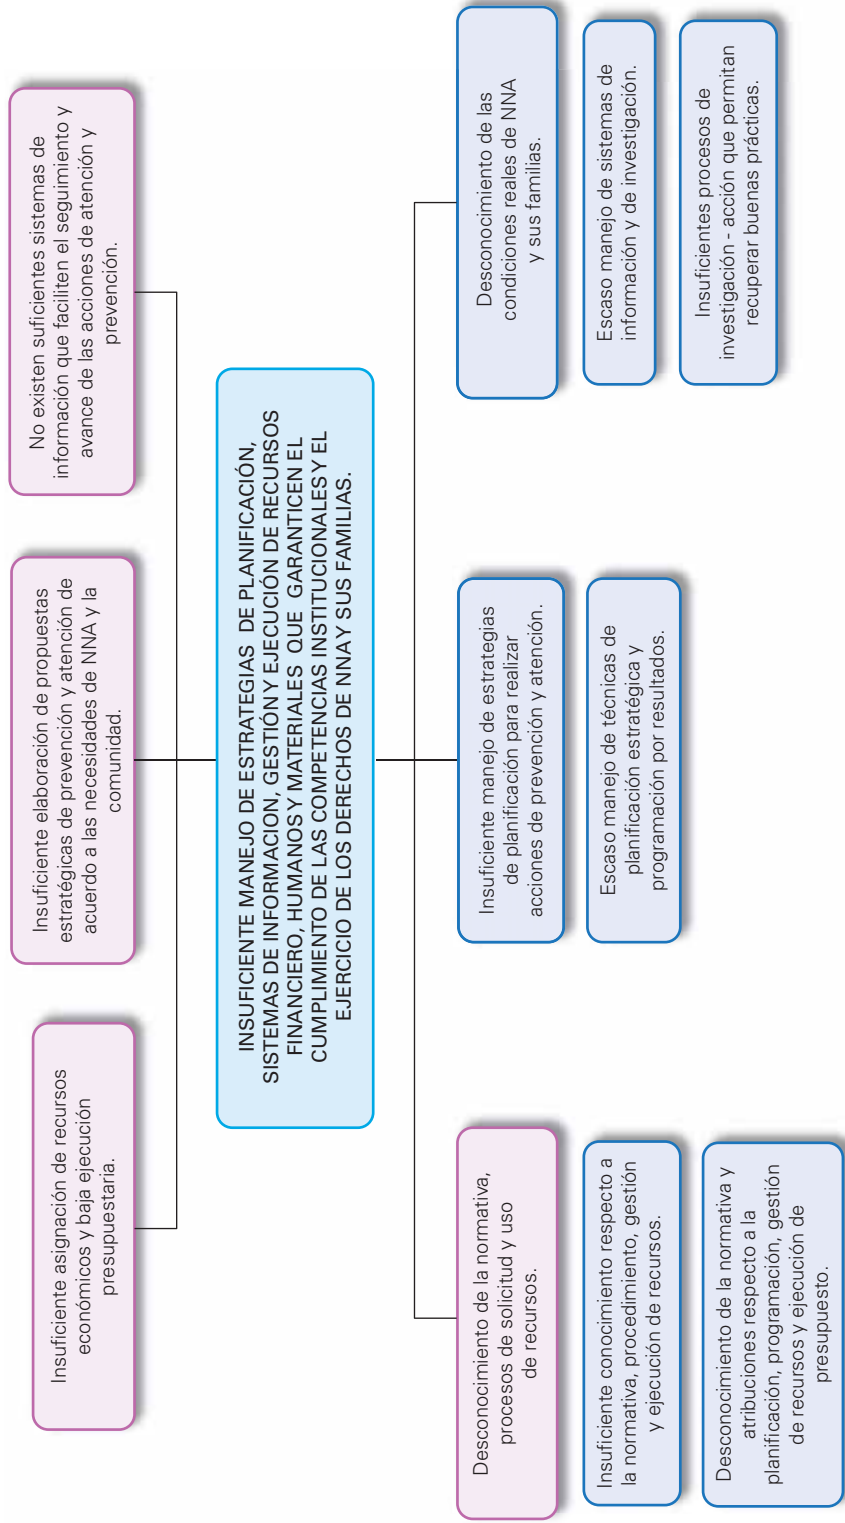 Insuficiente asignación de recursos
económicos y baja ejecución
presupuestaria.
Insuficiente elaboración de propuestas
estratégicas de prevención y atención de
acuerdo a las necesidades de NNA y la
comunidad.
No existen suficientes sistemas de
información que faciliten el seguimiento y
avance de las acciones de atención y
prevención.
INSUFICIENTE MANEJO DE ESTRATEGIAS DE PLANIFICACIÓN,
SISTEMAS DE INFORMACION, GESTIÓN Y EJECUCIÓN DE RECURSOS
FINANCIERO, HUMANOS Y MATERIALES QUE GARANTICEN EL
CUMPLIMIENTO DE LAS COMPETENCIAS INSTITUCIONALES Y EL
EJERCICIO DE LOS DERECHOS DE NNA Y SUS FAMILIAS.
Desconocimiento de la normativa,
procesos de solicitud y uso
de recursos.
Insuficiente conocimiento respecto a
la normativa, procedimiento, gestión
y ejecución de recursos.
Desconocimiento de la normativa y
atribuciones respecto a la
planificación, programación, gestión
de recursos y ejecución de
presupuesto.
Insuficiente manejo de estrategias
de planificación para realizar
acciones de prevención y atención.
Escaso manejo de técnicas de
planificación estratégica y
programación por resultados.
Desconocimiento de las
condiciones reales de NNA
y sus familias.
Escaso manejo de sistemas de
información y de investigación.
Insuficientes procesos de
investigación - acción que permitan
recuperar buenas prácticas.